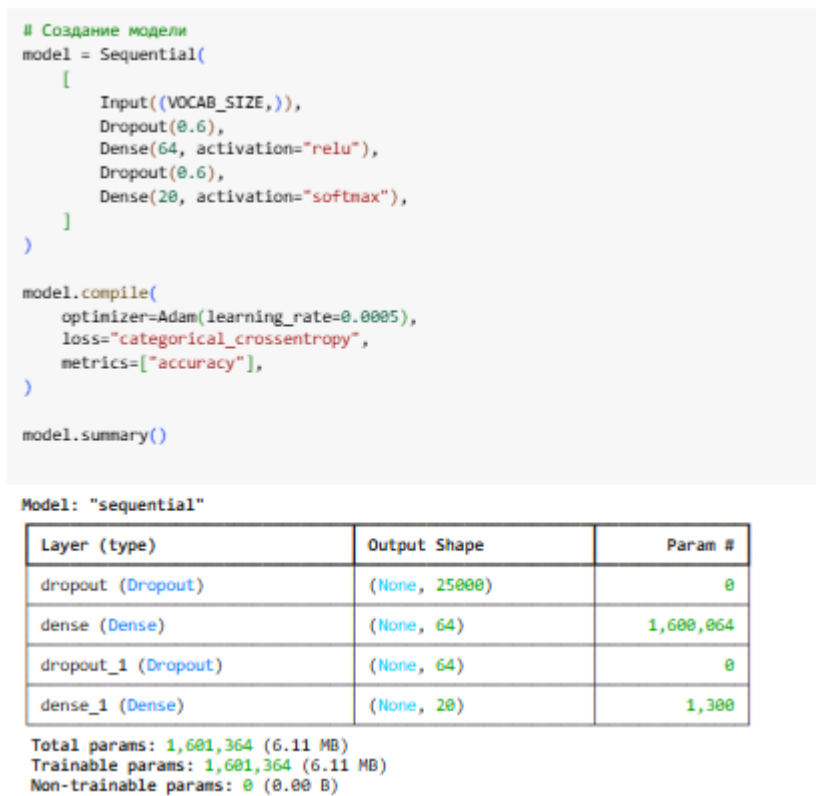 # Создание модели
model = Sequential(
    [
        Input((VOCAB_SIZE,)),
        Dropout(0.6),
        Dense(64, activation="relu"),
        Dropout(0.6),
        Dense(20, activation="softmax"),
    ]
)
model.compile(
    optimizer=Adam(learning_rate=0.0005),
    loss="categorical_crossentropy",
    metrics=["accuracy"],
)
model.summary()
Model: "sequential"
Layer (type) Output Shape Param #
dropout (Dropout) (None, 25000) 0
dense (Dense) (None, 64) 1,600,064
dropout_1 (Dropout) (None, 64) 0
dense_1 (Dense) (None, 20) 1,300
Total params: 1,601,364 (6.11 MB)
Trainable params: 1,601,364 (6.11 MB)
Non-trainable params: 0 (0.00 B)